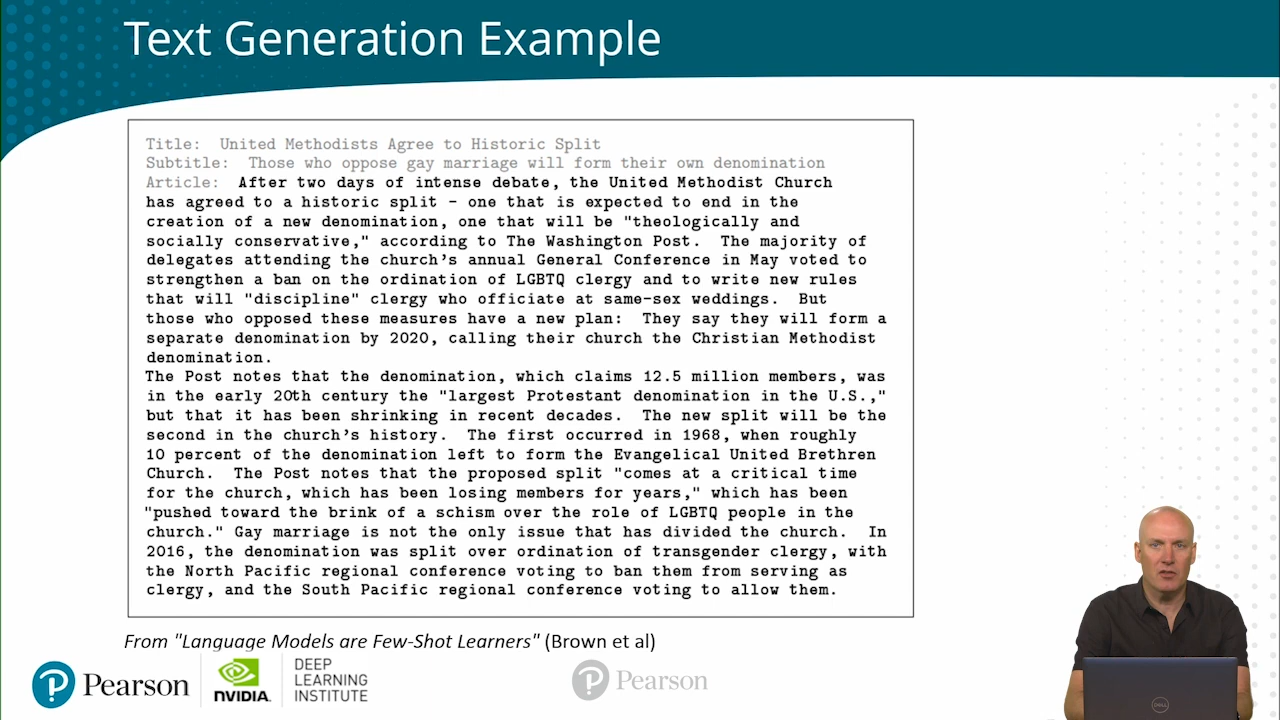 Text Generation Example
Title: United Methodists Agree to Historic Split
Subtitle: Those who oppose gay marriage will form their own denomination
Article: After two days of intense debate, the United Methodist Church
has agreed to a historic split - one that is expected to end in the
creation of a new denomination, one that will be "theologically and
socially conservative," according to The Washington Post. The majority of
delegates attending the church's annual General Conference in May voted to
strengthen a ban on the ordination of LGBTQ clergy and to write new rules
that will "discipline" clergy who officiate at same-sex weddings. But
those who opposed these measures have a new plan: They say they will form a
separate denomination by 2020, calling their church the Christian Methodist
denomination.
The Post notes that the denomination, which claims 12.5 million members, was
in the early 20th century the "largest Protestant denomination in the U.S.,"
but that it has been shrinking in recent decades. The new split will be the
second in the church's history. The first occurred in 1968, when roughly
10 percent of the denomination left to form the Evangelical United Brethren
Church. The Post notes that the proposed split "comes at a critical time
for the church, which has been losing members for years," which has been
"pushed toward the brink of a schism over the role of LGBTQ people in the
church." Gay marriage is not the only issue that has divided the church. In
2016, the denomination was split over ordination of transgender clergy, with
the North Pacific regional conference voting to ban them from serving as
clergy, and the South Pacific regional conference voting to allow them.
From "Language Models are Few-Shot Learners" (Brown et al)
Pearson
NVIDIA.
DEEP
LEARNING
INSTITUTE
Pearson
DELL